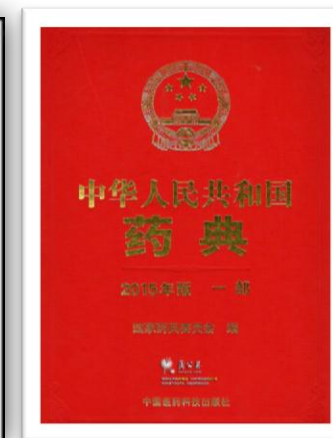 中华人民共和国
药典
2015年版 一部
国家药典委员会 编
中国医药科技出版社